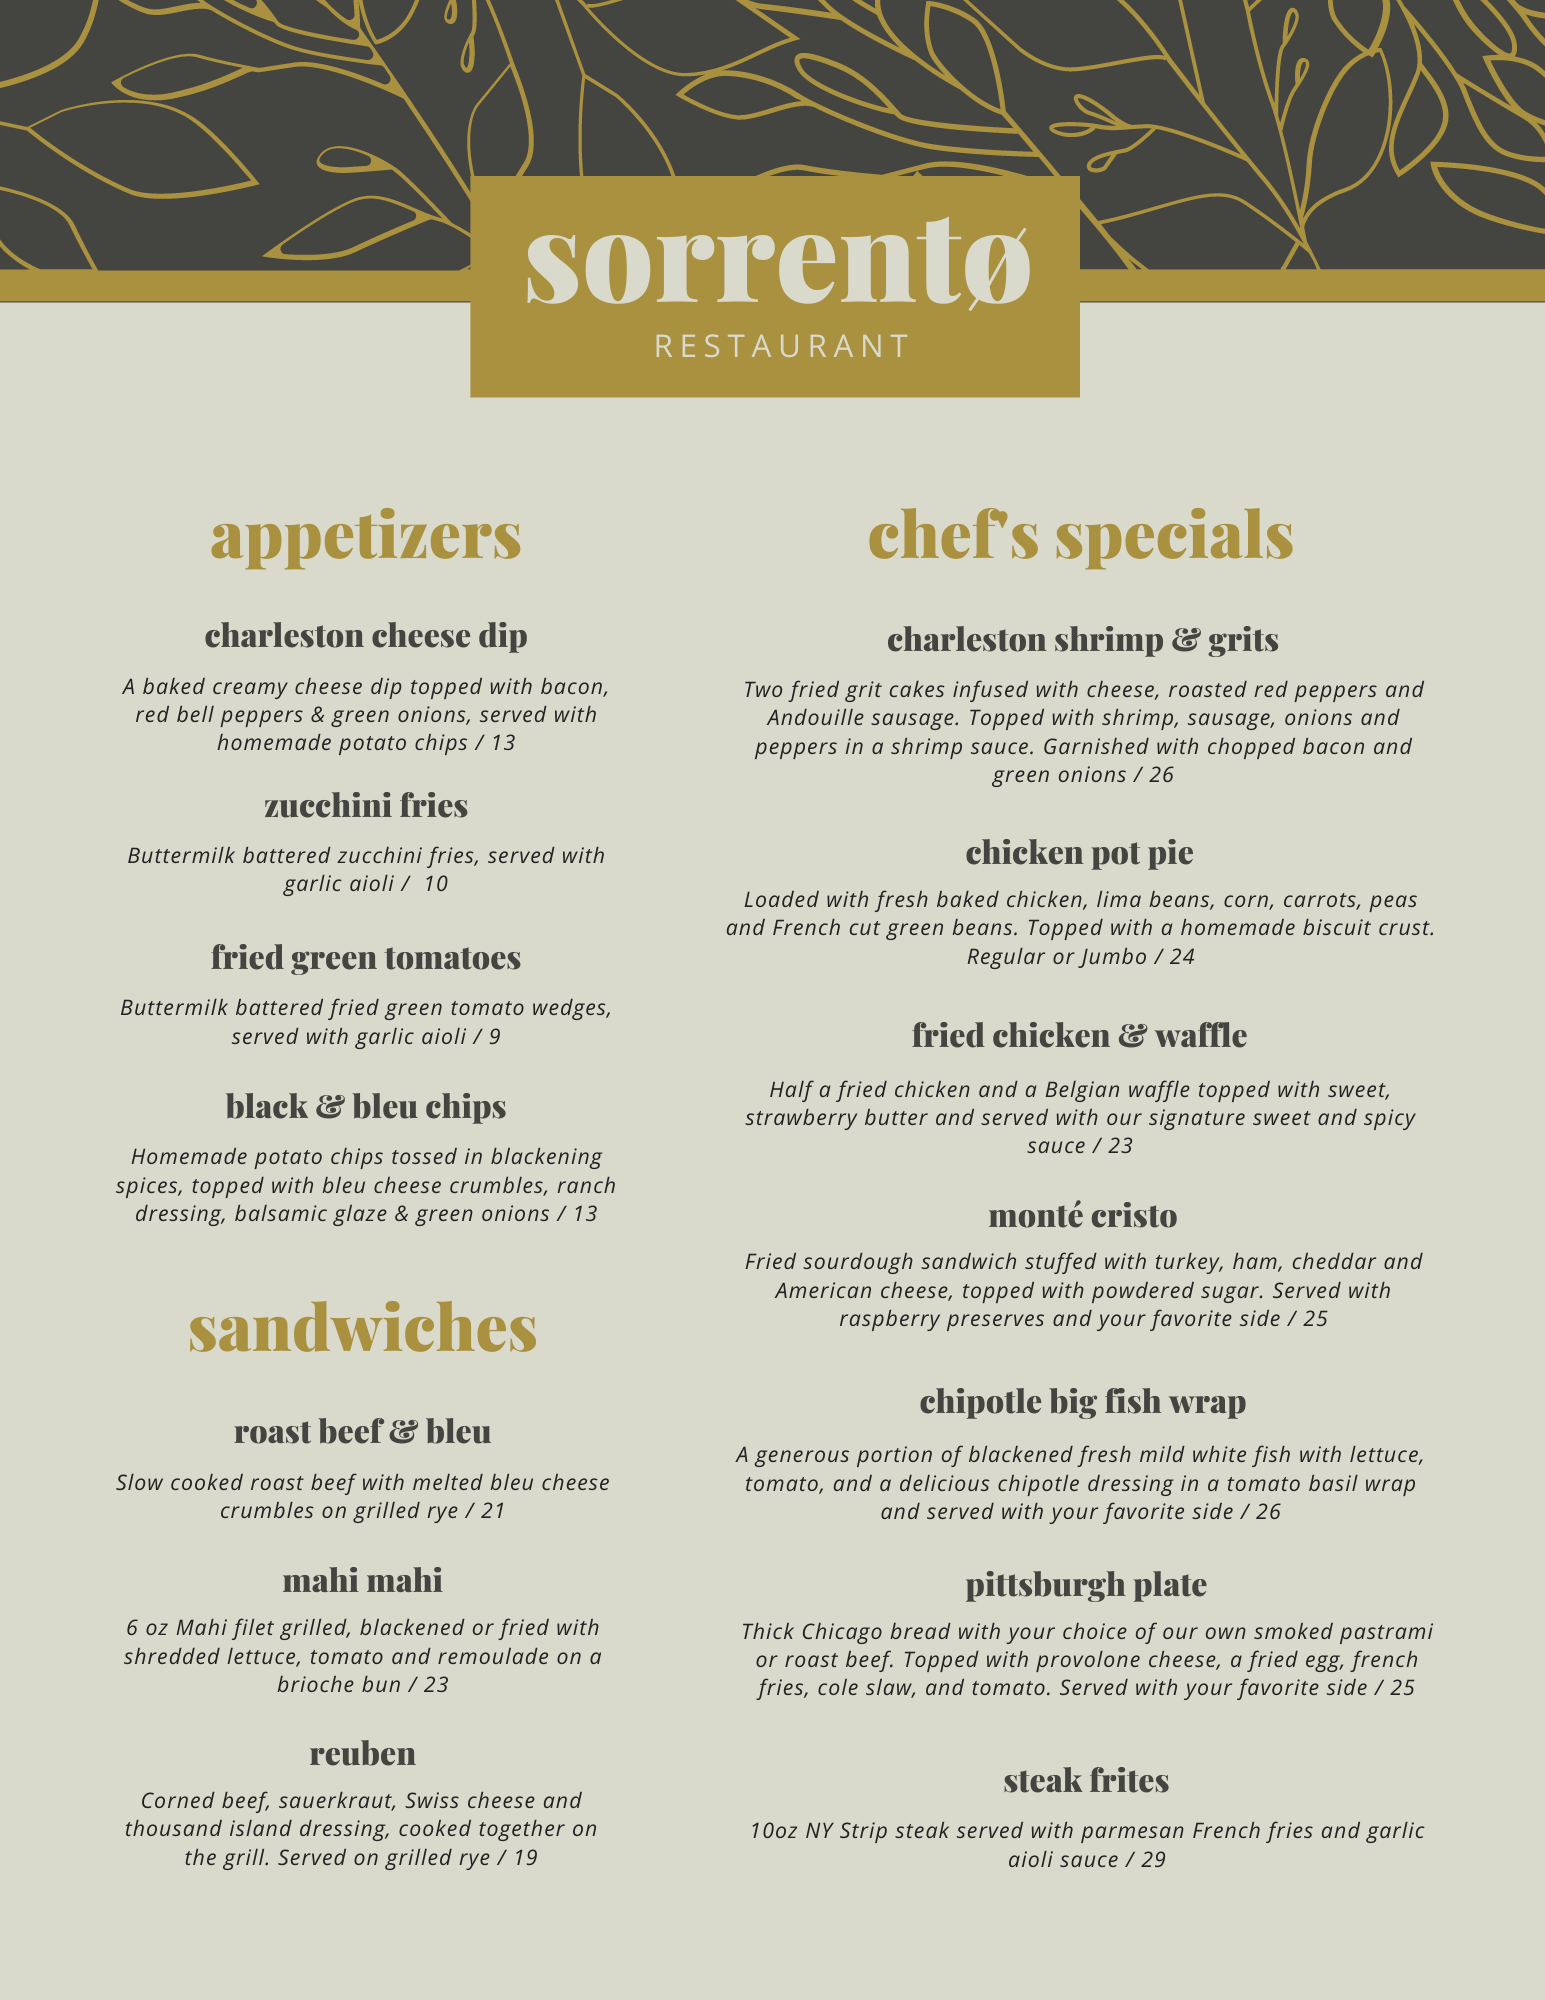 sorrentø
RESTAURANT
appetizers
charleston cheese dip
A baked creamy cheese dip topped with bacon,
red bell peppers & green onions, served with
homemade potato chips / 13
zucchini fries
Buttermilk battered zucchini fries, served with
garlic aioli /  10
fried green tomatoes
Buttermilk battered fried green tomato wedges,
served with garlic aioli / 9
black & bleu chips
Homemade potato chips tossed in blackening
spices, topped with bleu cheese crumbles, ranch
dressing, balsamic glaze & green onions / 13
sandwiches
roast beef & bleu
Slow cooked roast beef with melted bleu cheese
crumbles on grilled rye / 21
mahi mahi
6 oz Mahi filet grilled, blackened or fried with
shredded lettuce, tomato and remoulade on a
brioche bun / 23
reuben
Corned beef, sauerkraut, Swiss cheese and
thousand island dressing, cooked together on
the grill. Served on grilled rye / 19
chef's specials
charleston shrimp & grits
Two fried grit cakes infused with cheese, roasted red peppers and
Andouille sausage. Topped with shrimp, sausage, onions and
peppers in a shrimp sauce. Garnished with chopped bacon and
green onions / 26
chicken pot pie
Loaded with fresh baked chicken, lima beans, corn, carrots, peas
and French cut green beans. Topped with a homemade biscuit crust.
Regular or Jumbo / 24
fried chicken & waffle
Half a fried chicken and a Belgian waffle topped with sweet,
strawberry butter and served with our signature sweet and spicy
sauce / 23
monté cristo
Fried sourdough sandwich stuffed with turkey, ham, cheddar and
American cheese, topped with powdered sugar. Served with
raspberry preserves and your favorite side / 25
chipotle big fish wrap
A generous portion of blackened fresh mild white fish with lettuce,
tomato, and a delicious chipotle dressing in a tomato basil wrap
and served with your favorite side / 26
pittsburgh plate
Thick Chicago bread with your choice of our own smoked pastrami
or roast beef. Topped with provolone cheese, a fried egg, french
fries, cole slaw, and tomato. Served with your favorite side / 25
steak frites
10oz NY Strip steak served with parmesan French fries and garlic
aioli sauce / 29